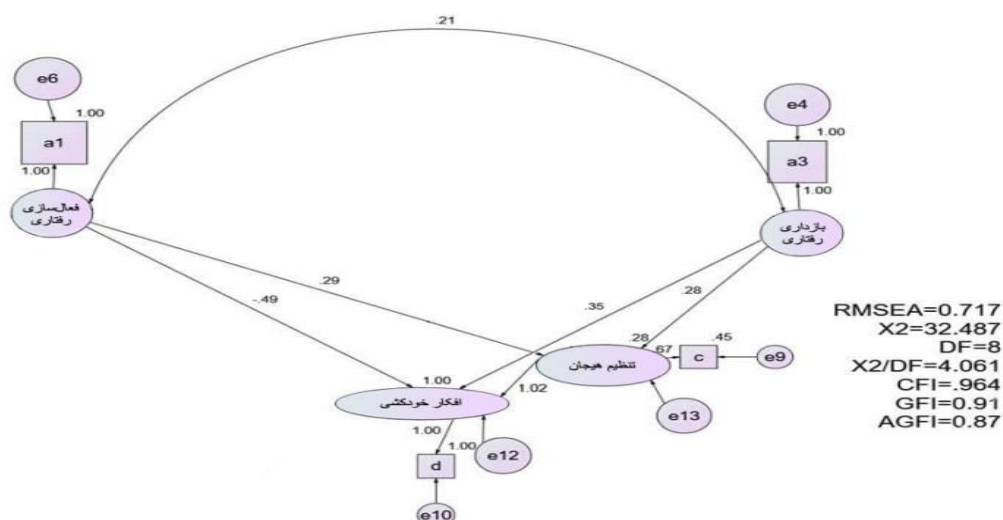 .21
e6
1.00
a1
1.00
فعال‌سازی
رفتاری
e4
1.00
a3
1.00
بازداری
رفتاری
.29
-.49
.35
.28
.28
.67
.45
c
e9
تنظیم هیجان
1.00
1.02
افکار خودکشی
e13
1.00
1.00
e12
d
e10
RMSEA=0.717
X2=32.487
DF=8
X2/DF=4.061
CFI=.964
GFI=0.91
AGFI=0.87